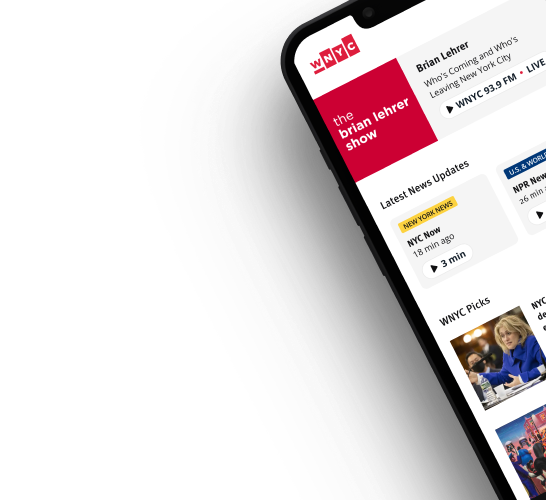 WNYC
the
brian lehrer
show
Brian Lehrer
Who's Coming and Who's
Leaving New York City
WNYC 93.9 FM • LIVE
Latest News Updates
NEW YORK NEWS
NYC Now
18 min ago
3 min
U.S. & WORLD
NPR New
26 min
WNYC Picks
NYC
de